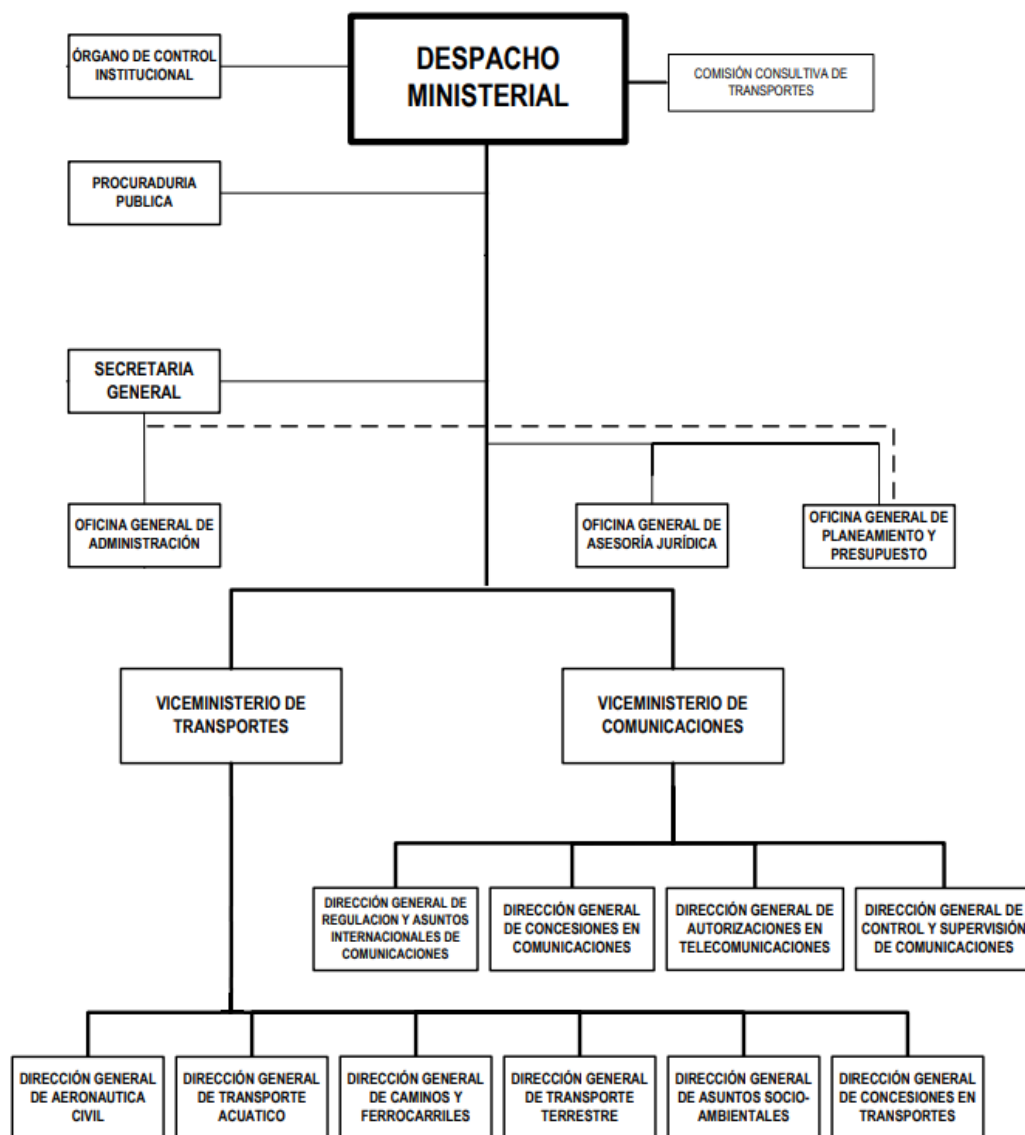 ÓRGANO DE CONTROL
INSTITUCIONAL
DESPACHO
MINISTERIAL
COMISIÓN CONSULTIVA DE
TRANSPORTES
PROCURADURIA
PUBLICA
SECRETARIA
GENERAL
OFICINA GENERAL DE
ADMINISTRACIÓN
OFICINA GENERAL DE
ASESORÍA JURÍDICA
OFICINA GENERAL DE
PLANEAMIENTO Y
PRESUPUESTO
VICEMINISTERIO DE
TRANSPORTES
VICEMINISTERIO DE
COMUNICACIONES
DIRECCIÓN GENERAL DE
REGULACION Y ASUNTOS
INTERNACIONALES DE
COMUNICACIONES
DIRECCIÓN GENERAL
DE CONCESIONES EN
COMUNICACIONES
DIRECCIÓN GENERAL DE
AUTORIZACIONES EN
TELECOMUNICACIONES
DIRECCIÓN GENERAL DE
CONTROL Y SUPERVISIÓN
DE COMUNICACIONES
DIRECCIÓN GENERAL
DE AERONAUTICA
CIVIL
DIRECCIÓN GENERAL
DE TRANSPORTE
ACUATICO
DIRECCIÓN GENERAL
DE CAMINOS Y
FERROCARRILES
DIRECCIÓN GENERAL
DE TRANSPORTE
TERRESTRE
DIRECCIÓN GENERAL
DE ASUNTOS SOCIO-
AMBIENTALES
DIRECCIÓN GENERAL
DE CONCESIONES EN
TRANSPORTES